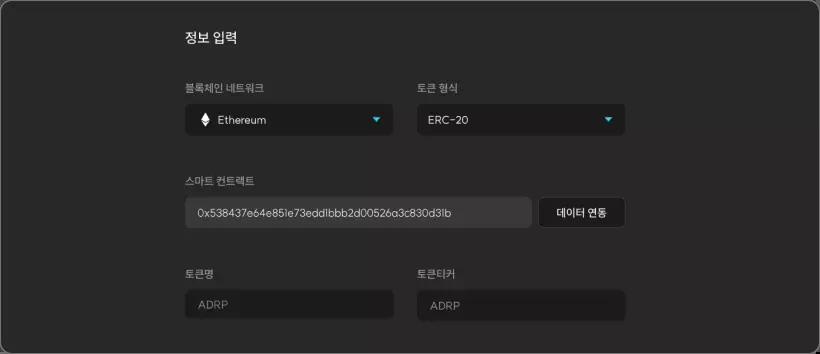 정보 입력
블록체인 네트워크
토큰 형식
Ethereum
ERC-20
스마트 컨트랙트
0x538437e64e851e73edd1bbb2d00526a3c830d31b
데이터 연동
토큰명
토큰티커
ADRP
ADRP